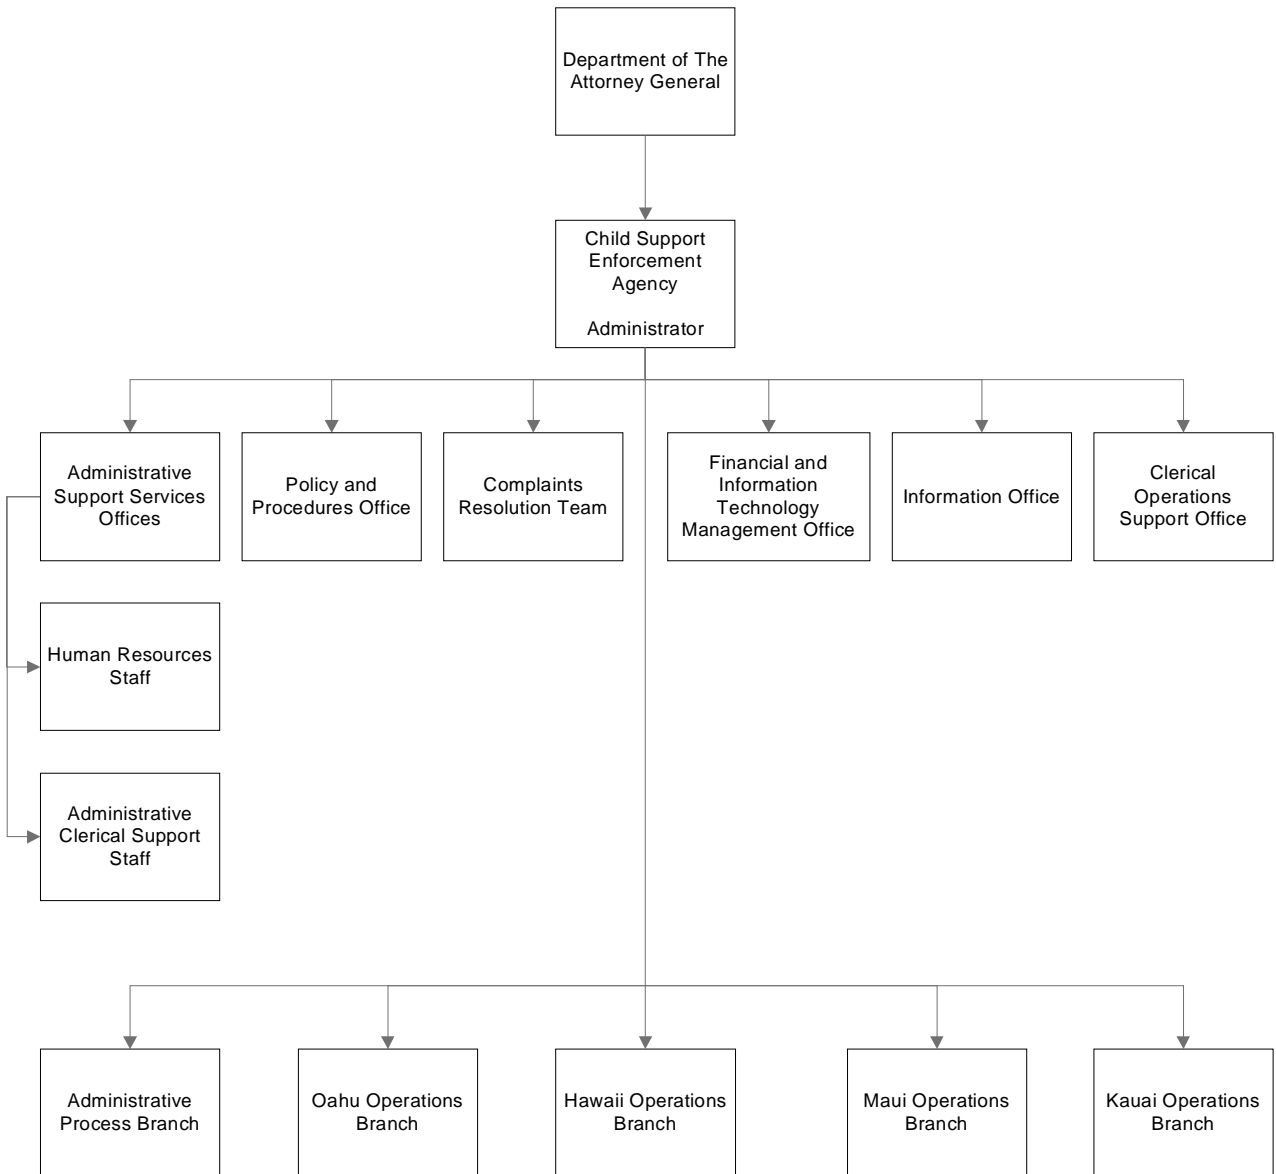 Department of The
Attorney General
Child Support
Enforcement
Agency
Administrator
Administrative
Support Services
Offices
Policy and
Procedures Office
Complaints
Resolution Team
Financial and
Information
Technology
Management Office
Information Office
Clerical
Operations
Support Office
Human Resources
Staff
Administrative
Clerical Support
Staff
Administrative
Process Branch
Oahu Operations
Branch
Hawaii Operations
Branch
Maui Operations
Branch
Kauai Operations
Branch